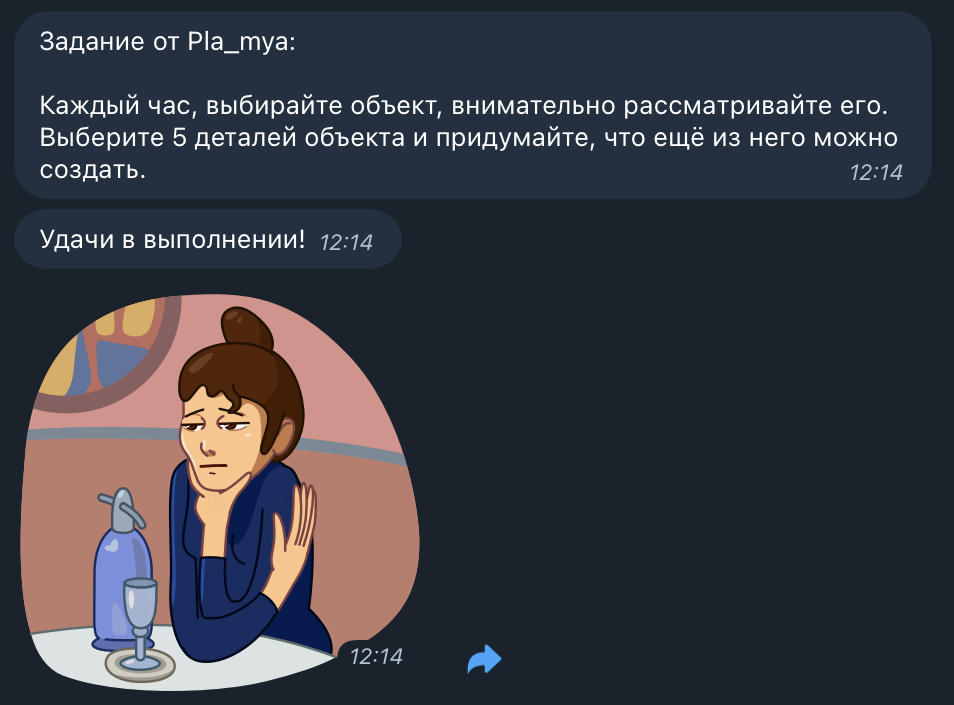 Задание от Pla_mya:
Каждый час, выбирайте объект, внимательно рассматривайте его.
Выберите 5 деталей объекта и придумайте, что ещё из него можно
создать.
12:14
Удачи в выполнении! 12:14
12:14